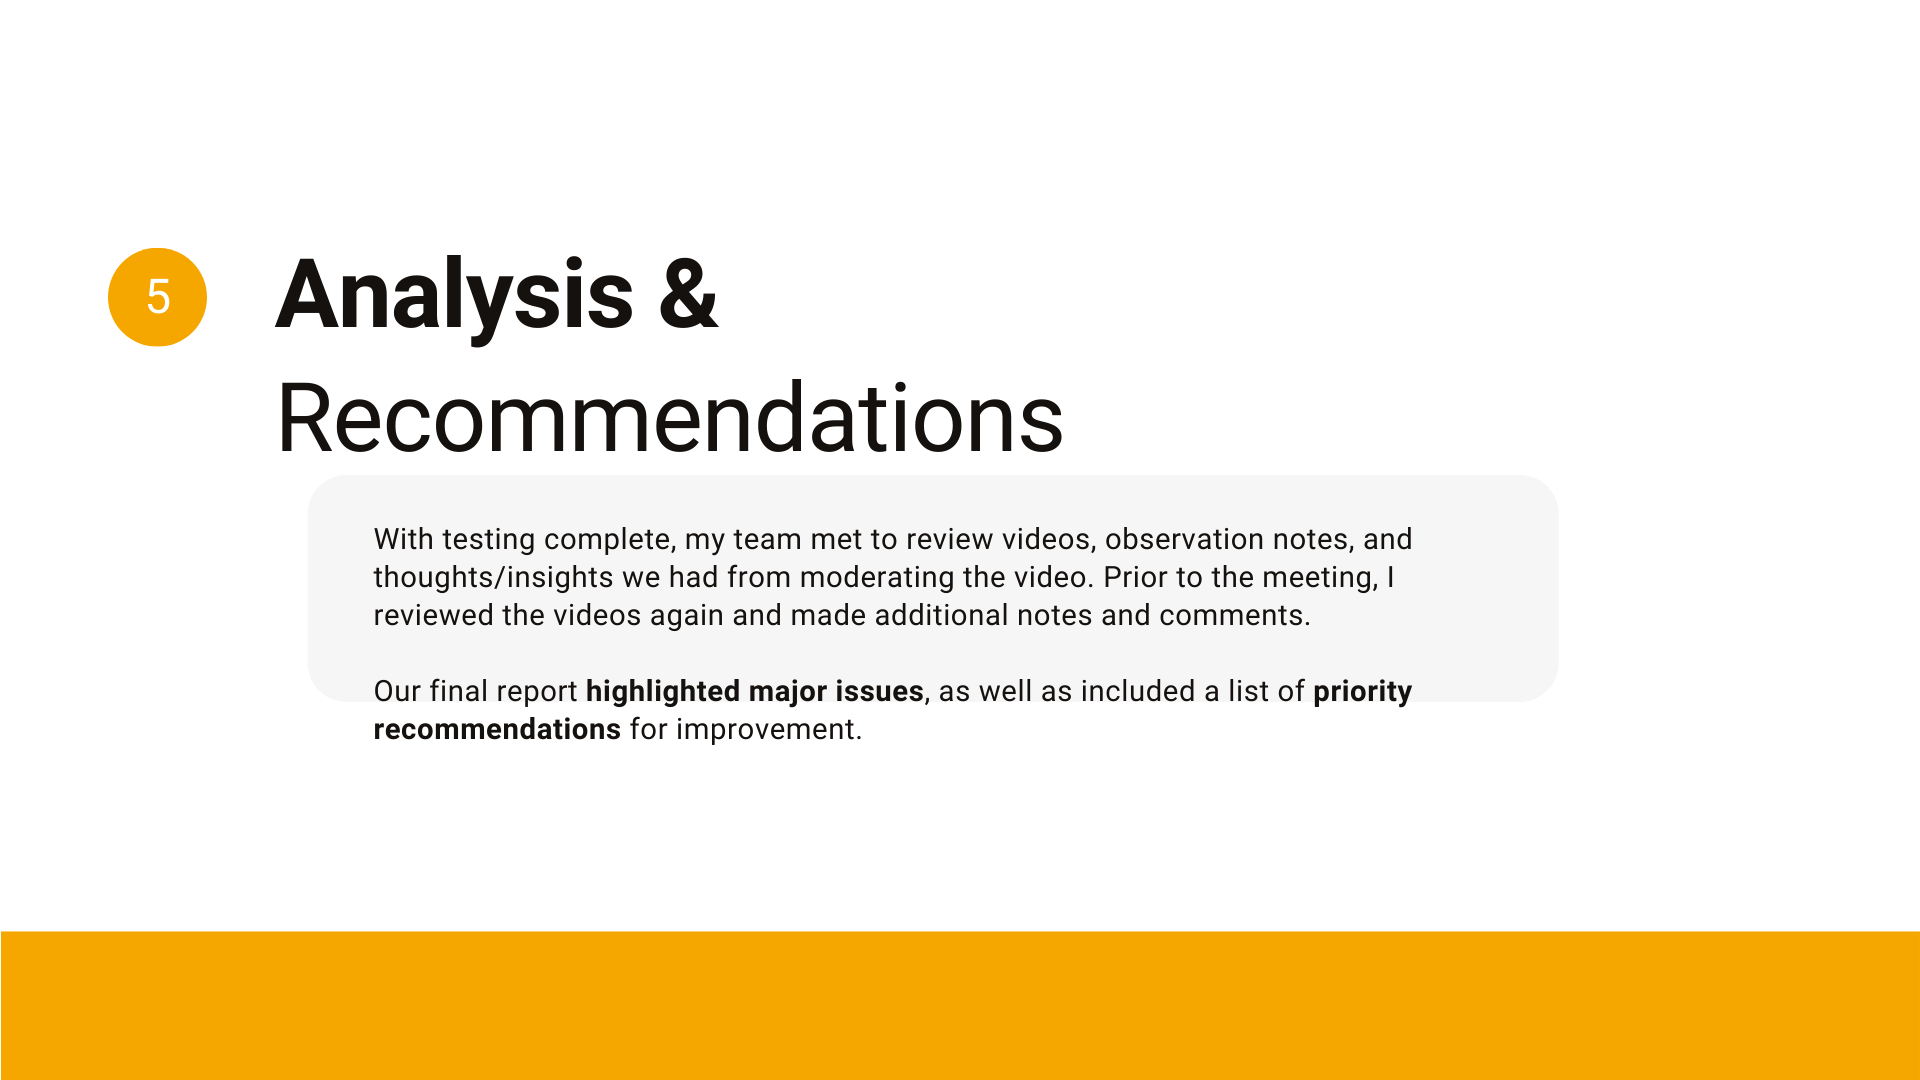 5
Analysis &
Recommendations
With testing complete, my team met to review videos, observation notes, and
thoughts/insights we had from moderating the video. Prior to the meeting, I
reviewed the videos again and made additional notes and comments.
Our final report highlighted major issues, as well as included a list of priority
recommendations for improvement.